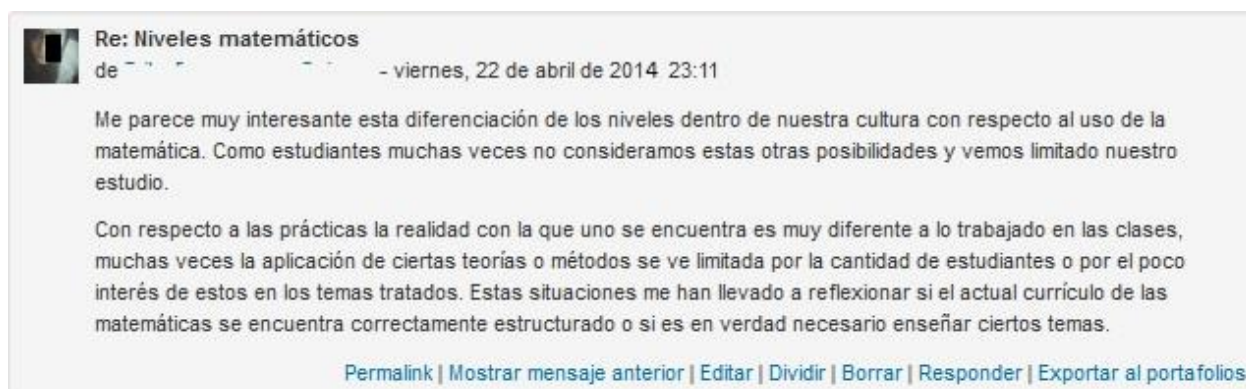 Re: Niveles matemáticos
de - viernes, 22 de abril de 2014 23:11
Me parece muy interesante esta diferenciación de los niveles dentro de nuestra cultura con respecto al uso de la
matemática. Como estudiantes muchas veces no consideramos estas otras posibilidades y vemos limitado nuestro
estudio.
Con respecto a las prácticas la realidad con la que uno se encuentra es muy diferente a lo trabajado en las clases,
muchas veces la aplicación de ciertas teorías o métodos se ve limitada por la cantidad de estudiantes o por el poco
interés de estos en los temas tratados. Estas situaciones me han llevado a reflexionar si el actual currículo de las
matemáticas se encuentra correctamente estructurado o si es en verdad necesario enseñar ciertos temas.
Permalink | Mostrar mensaje anterior | Editar | Dividir | Borrar | Responder | Exportar al portafolios